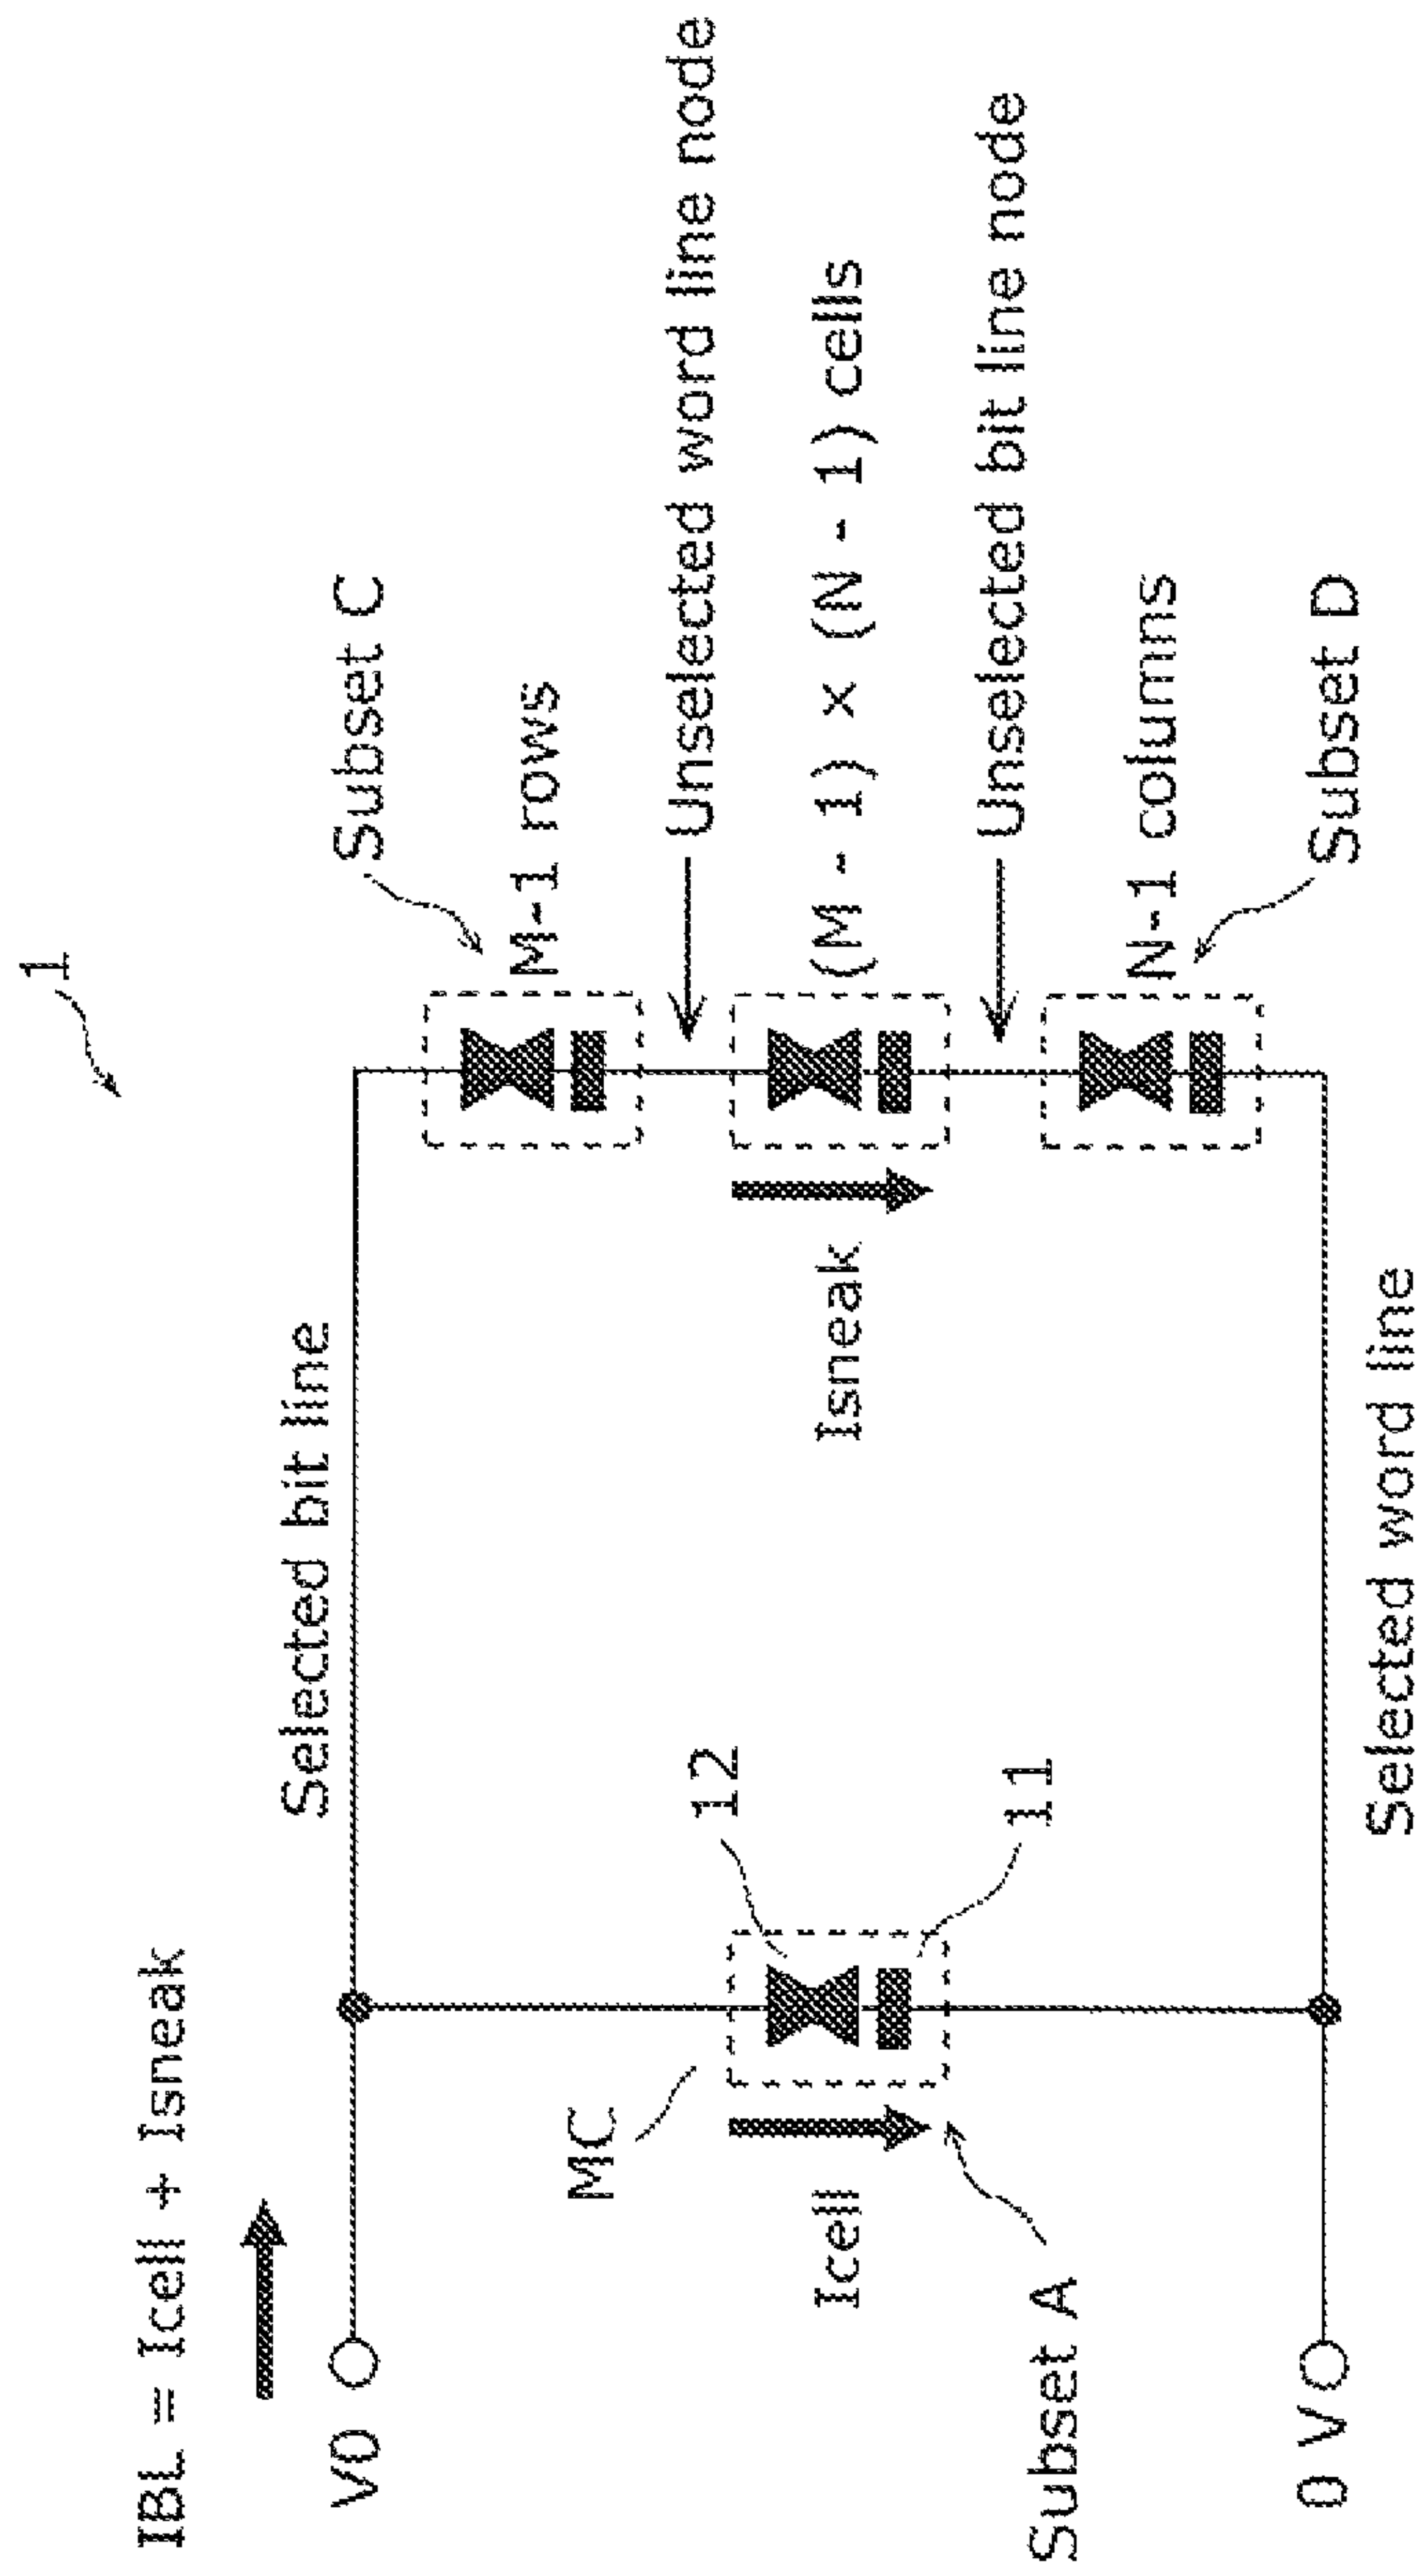 1
IBL = Icell + Isneak
V0
Selected bit line
Subset C
M-1 rows
Unselected word line node
MC
12
11
Icell
Isneak
(M - 1) × (N - 1) cells
Unselected bit line node
Subset A
N-1 columns
Subset D
0 V
Selected word line